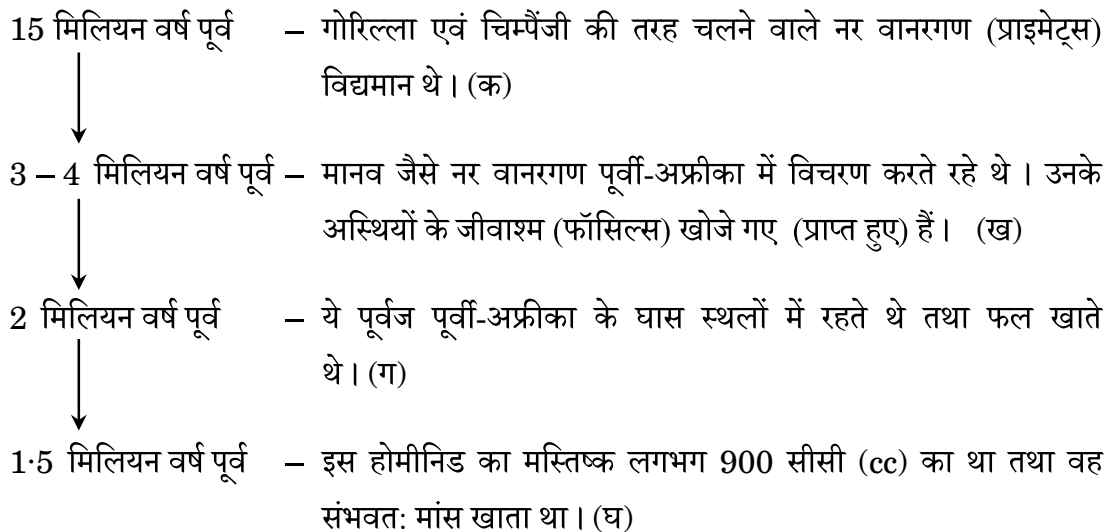 15 मिलियन वर्ष पूर्व – गोरिल्ला एवं चिम्पैंजी की तरह चलने वाले नर वानरगण (प्राइमेट्स)
विद्यमान थे। (क)
3 – 4 मिलियन वर्ष पूर्व – मानव जैसे नर वानरगण पूर्वी-अफ्रीका में विचरण करते रहे थे । उनके
अस्थियों के जीवाश्म (फॉसिल्स) खोजे गए (प्राप्त हुए) हैं। (ख)
2 मिलियन वर्ष पूर्व – ये पूर्वज पूर्वी-अफ्रीका के घास स्थलों में रहते थे तथा फल खाते
थे। (ग)
1·5 मिलियन वर्ष पूर्व – इस होमीनिड का मस्तिष्क लगभग 900 सीसी (cc) का था तथा वह
संभवत: मांस खाता था। (घ)